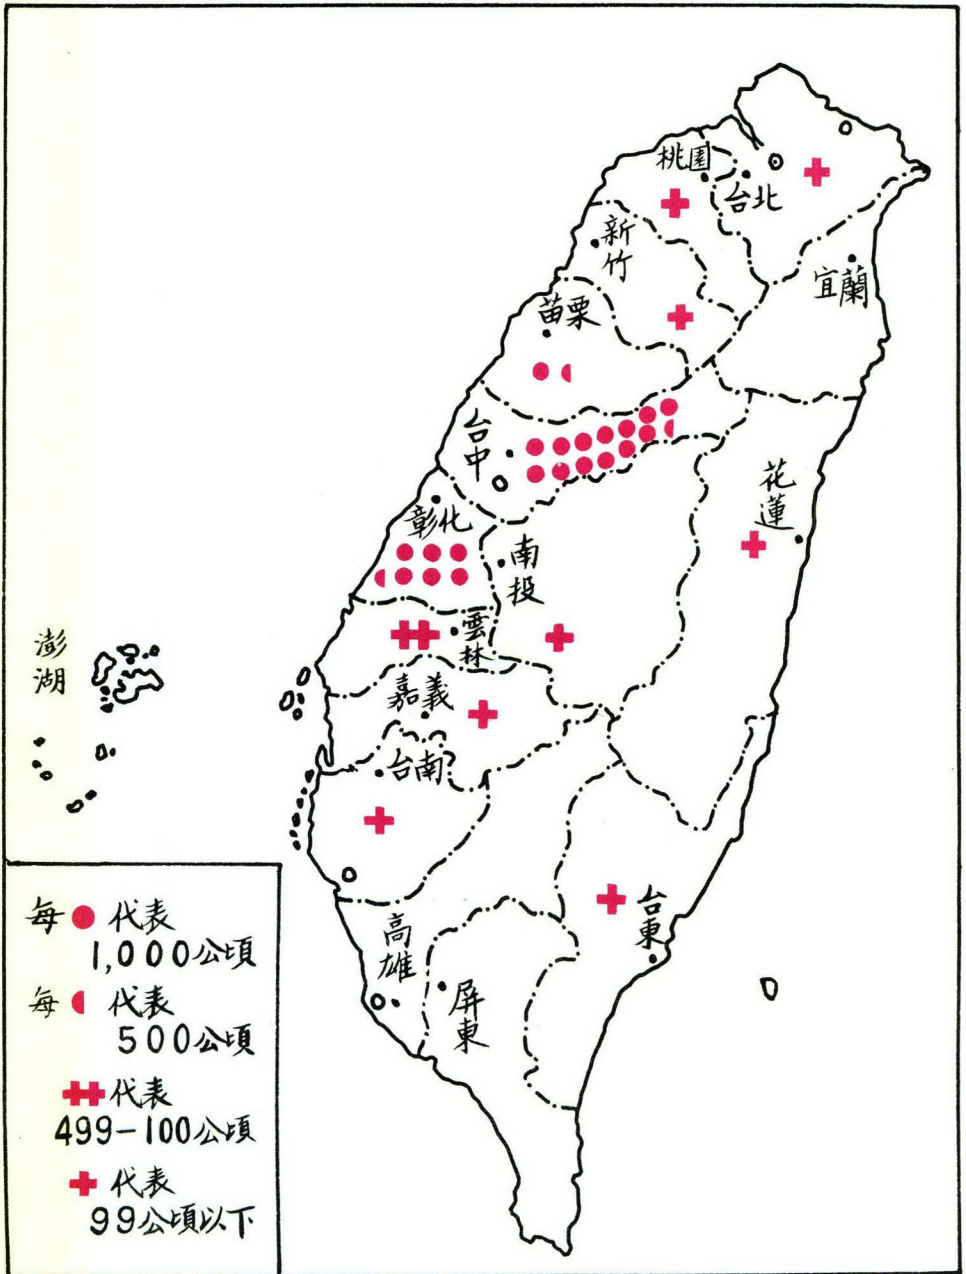 桃園
台北
新竹
宜蘭
苗栗
台中
花蓮
彰化
南投
雲林
澎湖
嘉義
台南
台東
高雄
屏東
每 代表
1,000公頃
每 代表
500公頃
代表
499-100公頃
代表
99公頃以下